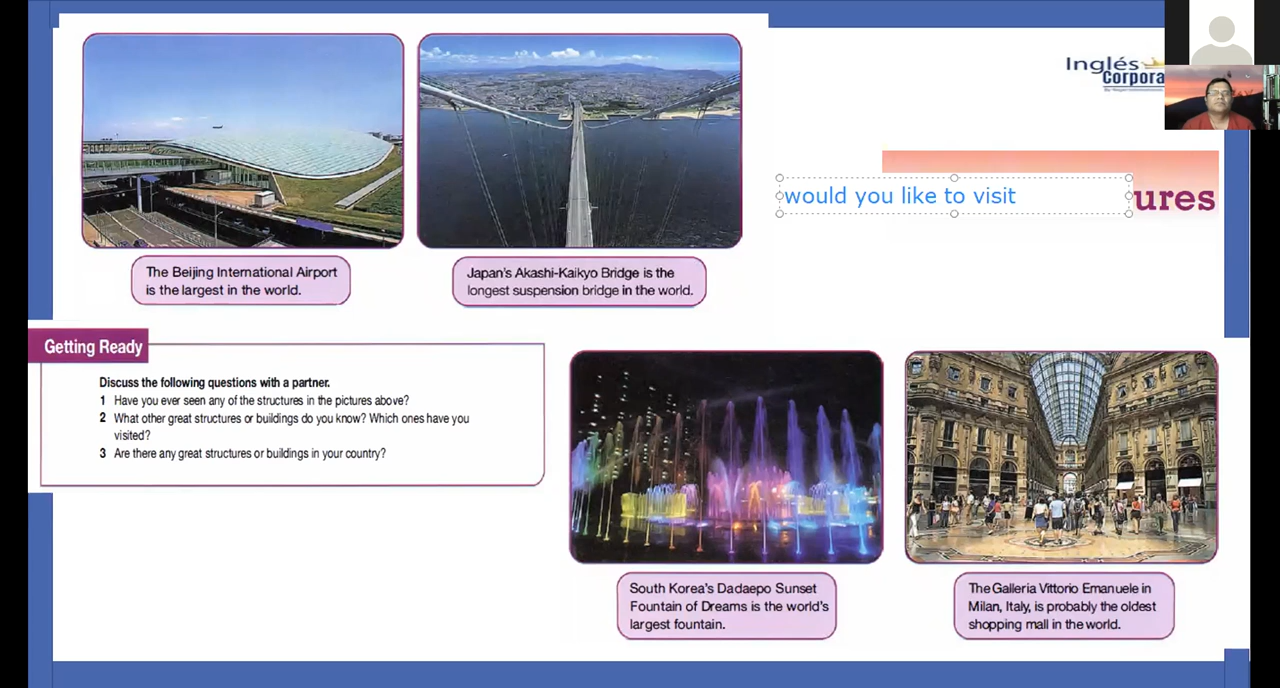 Inglés
Corpora
would you like to visit
ures
The Beijing International Airport
is the largest in the world.
Japan's Akashi-Kaikyo Bridge is the
longest suspension bridge in the world.
Getting Ready
Discuss the following questions with a partner.
1 Have you ever seen any of the structures in the pictures above?
2 What other great structures or buildings do you know? Which ones have you
visited?
3 Are there any great structures or buildings in your country?
South Korea's Dadaepo Sunset
Fountain of Dreams is the world's
largest fountain.
The Galleria Vittorio Emanuele in
Milan, Italy, is probably the oldest
shopping mall in the world.